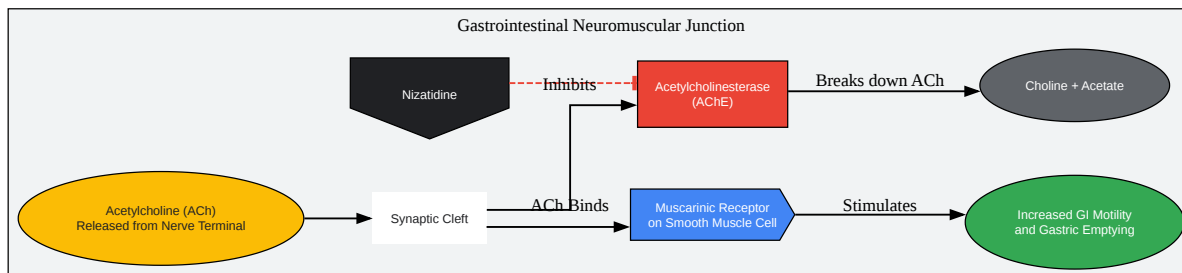 Gastrointestinal Neuromuscular Junction
Nizatidine
Inhibits
Acetylcholinesterase
(AChE)
Breaks down ACh
Choline + Acetate
Acetylcholine (ACh)
Released from Nerve Terminal
Synaptic Cleft
ACh Binds
Muscarinic Receptor
on Smooth Muscle Cell
Stimulates
Increased GI Motility
and Gastric Emptying